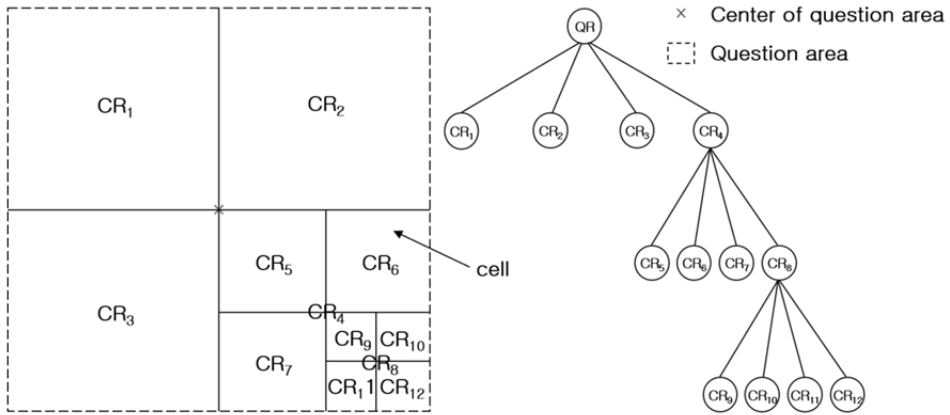 CR₁
CR₂
CR₃
CR₅
CR₆
CR₄
CR₇
CR₉
CR₁₀
CR₈
CR₁1
CR₁₂
cell
QR
CR₁
CR₂
CR₃
CR₄
CR₅
CR₆
CR₇
CR₈
CR₉
CR₁₀
CR₁₁
CR₁₂
× Center of question area
Question area